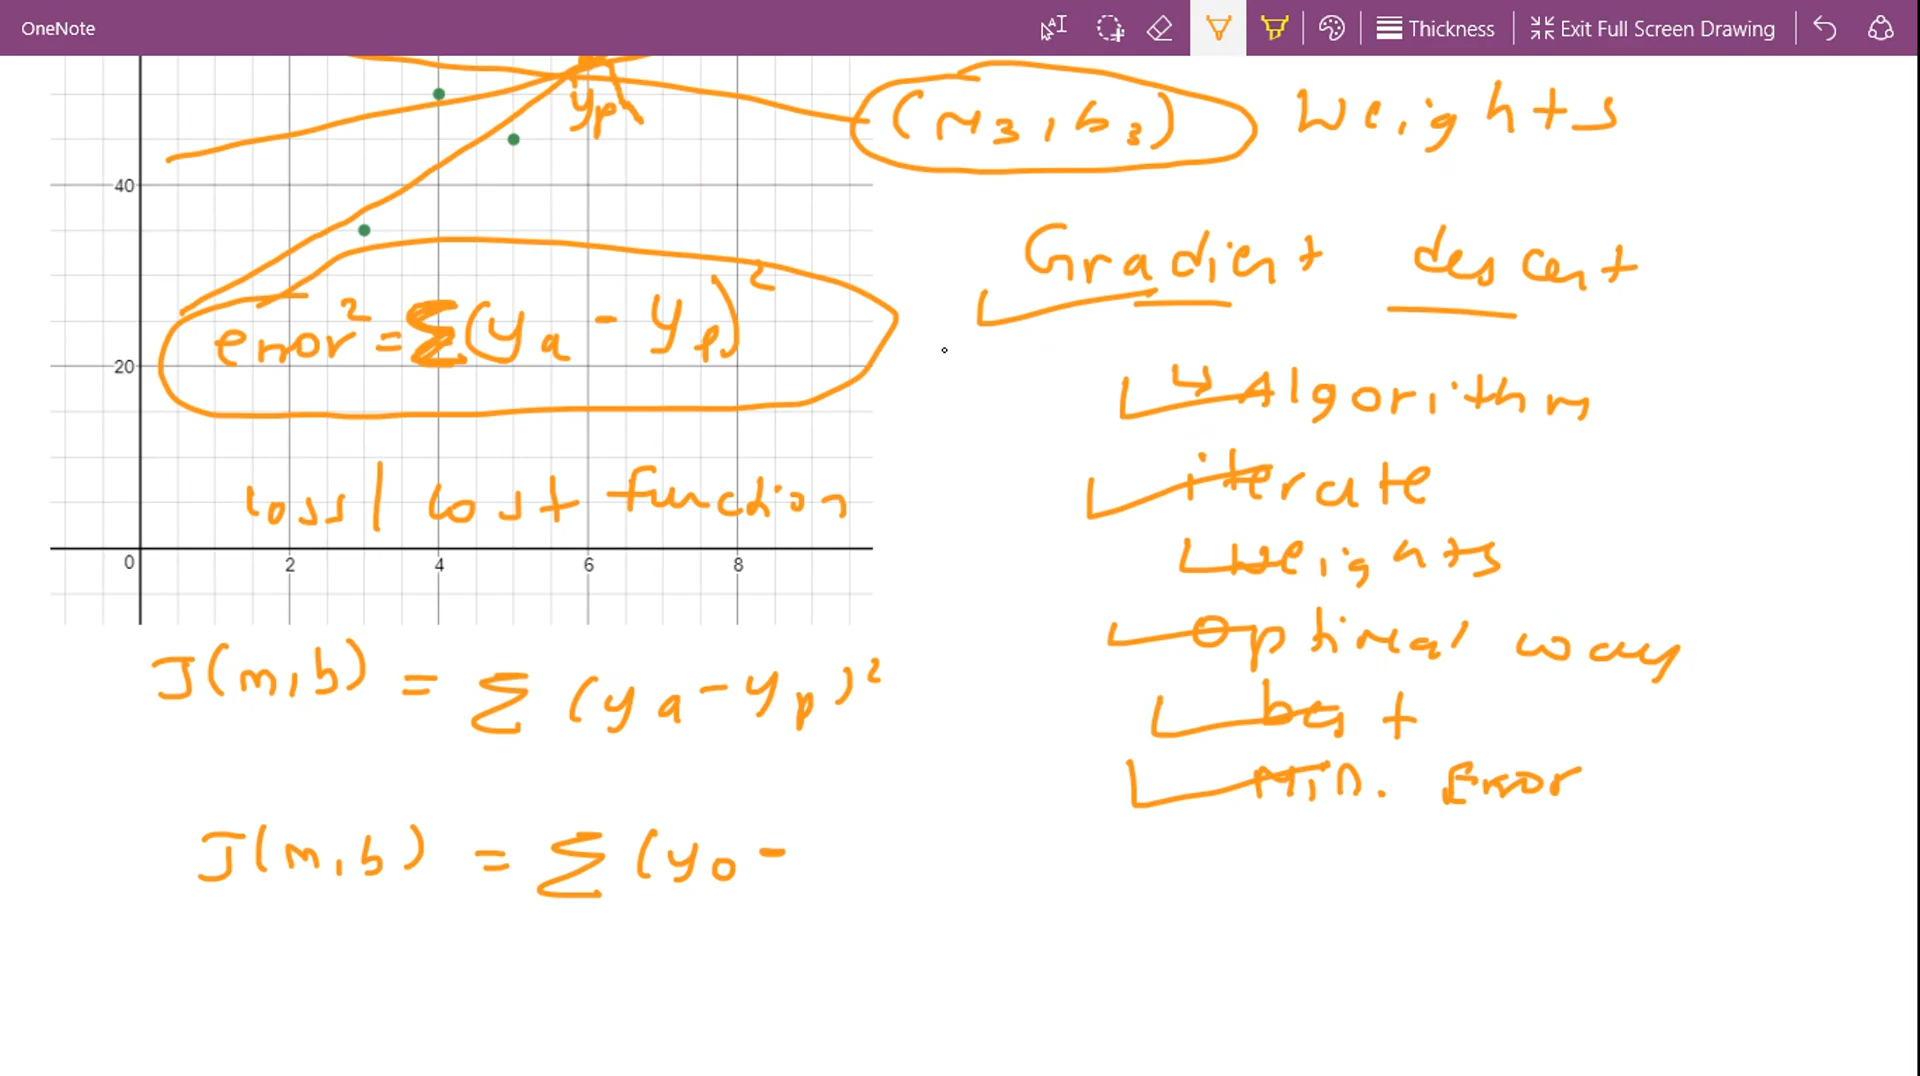 OneNote
Thickness
Exit Full Screen Drawing
yp
(m3, b3) Weights
40
Gradient descent
error² = Σ(ya - yp)²
20
↳ Algorithm
iterate
loss | cost function
weights
0 2 4 6 8
Optimal way
J(m,b) = Σ (ya - yp)²
best
Min. Error
J(m,b) = Σ (yo -